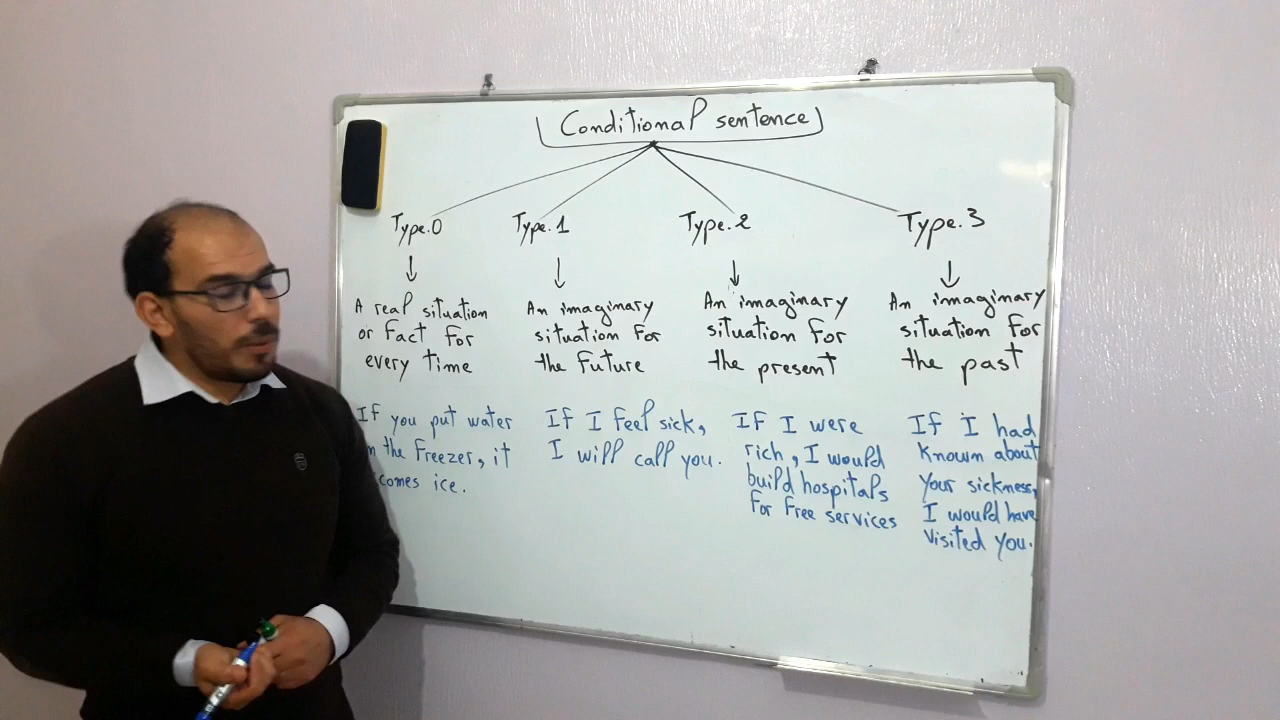 Conditional sentence
Type.0
Type.1
Type.2
Type.3
A real situation
or fact for
every time
An imaginary
situation for
the future
An imaginary
situation for
the present
An imaginary
situation for
the past
If you put water
the freezer, it
comes ice.
If I feel sick,
I will call you.
If I were
rich, I would
build hospitals
for free services
If I had
known about
your sickness,
I would have
visited you.